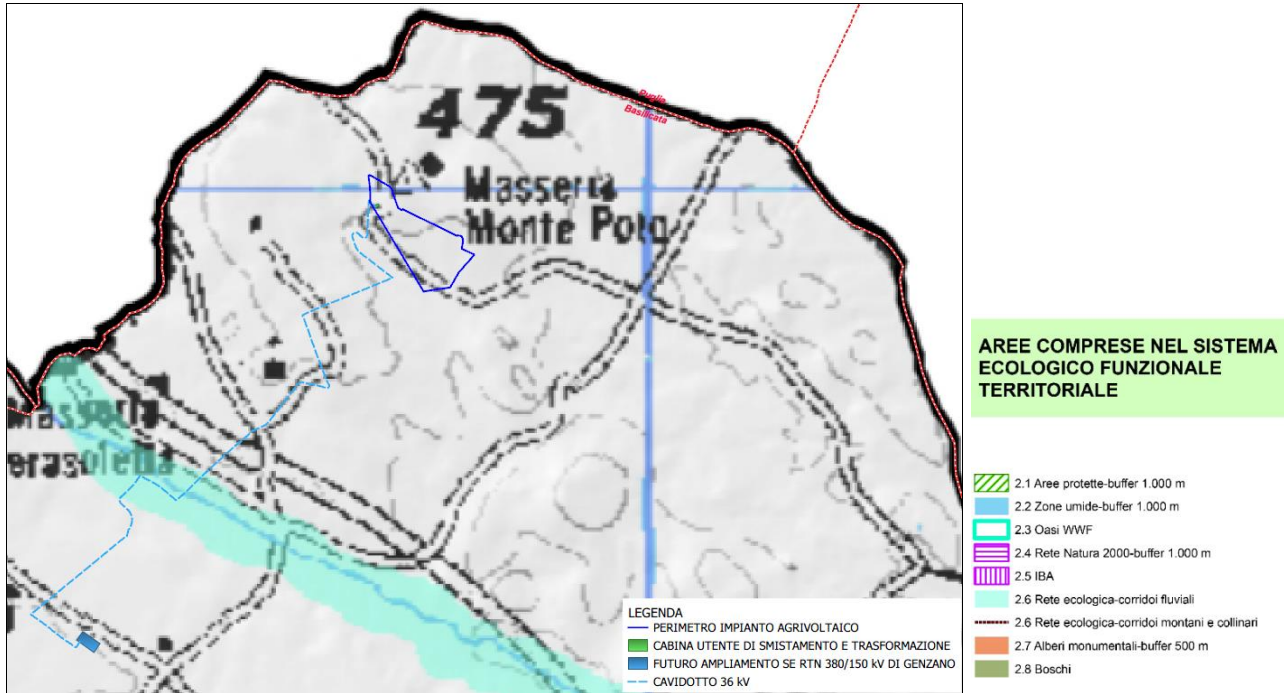 Puglia
Basilicata
475
Masseria
Monte Poto
Masseria
LEGENDA
PERIMETRO IMPIANTO AGRIVOLTAICO
CABINA UTENTE DI SMISTAMENTO E TRASFORMAZIONE
FUTURO AMPLIAMENTO SE RTN 380/150 kV DI GENZANO
CAVIDOTTO 36 kV
AREE COMPRESE NEL SISTEMA
ECOLOGICO FUNZIONALE
TERRITORIALE
2.1 Aree protette-buffer 1.000 m
2.2 Zone umide-buffer 1.000 m
2.3 Oasi WWF
2.4 Rete Natura 2000-buffer 1.000 m
2.5 IBA
2.6 Rete ecologica-corridoi fluviali
2.6 Rete ecologica-corridoi montani e collinari
2.7 Alberi monumentali-buffer 500 m
2.8 Boschi